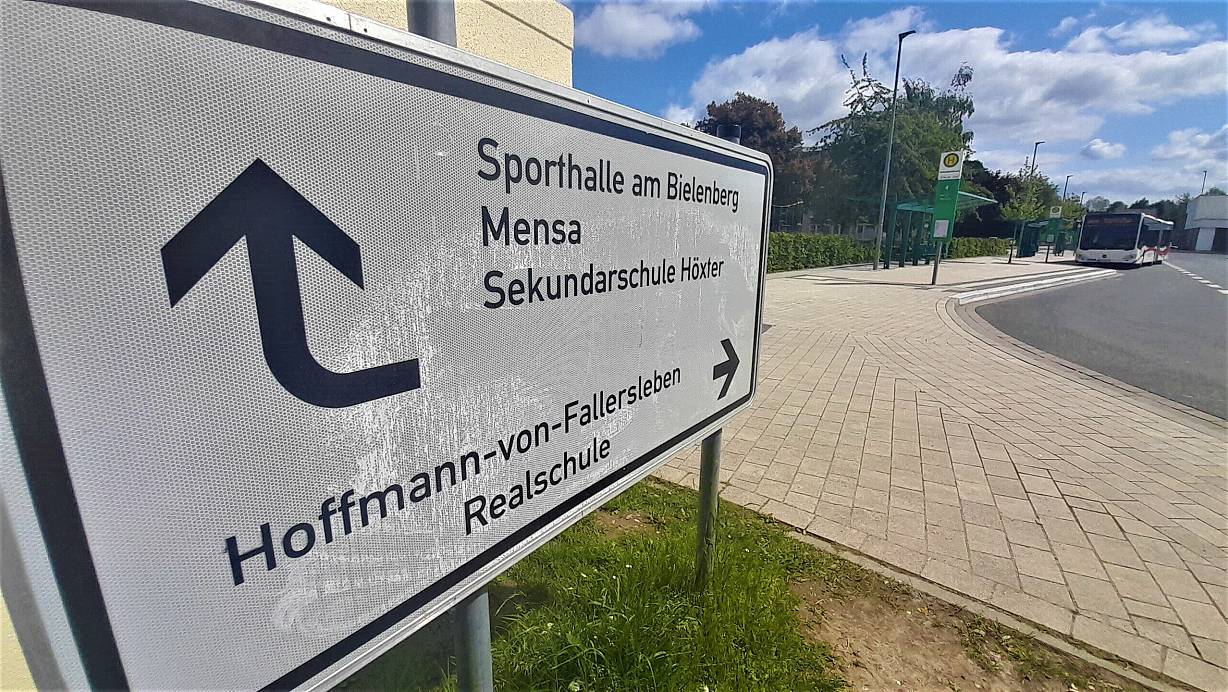 Sporthalle am Bielenberg
Mensa
Sekundarschule Höxter
Hoffmann-von-Fallersleben
Realschule
H